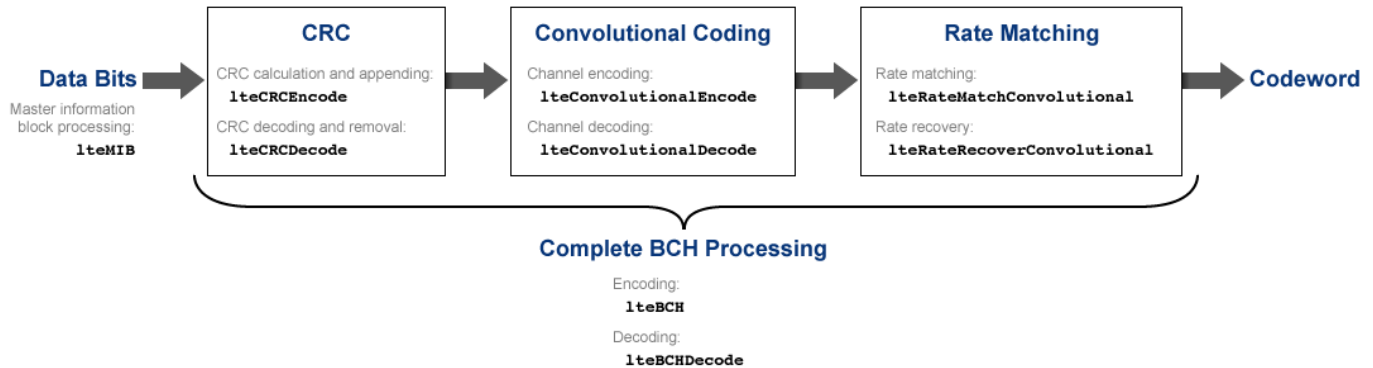 Data Bits
Master information
block processing:
lteMIB
CRC
CRC calculation and appending:
lteCRCEncode
CRC decoding and removal:
lteCRCDecode
Convolutional Coding
Channel encoding:
lteConvolutionalEncode
Channel decoding:
lteConvolutionalDecode
Rate Matching
Rate matching:
lteRateMatchConvolutional
Rate recovery:
lteRateRecoverConvolutional
Codeword
Complete BCH Processing
Encoding:
lteBCH
Decoding:
lteBCHDecode